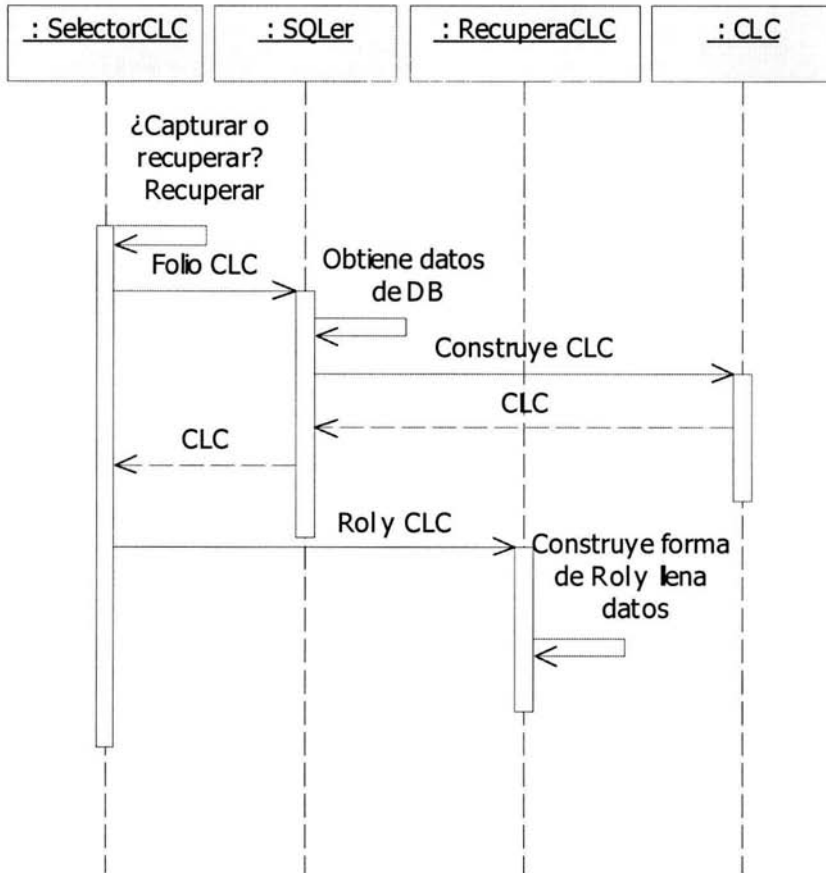 : SelectorCLC
: SQLer
: RecuperaCLC
: CLC
¿Capturar o
recuperar?
Recuperar
Folio CLC
Obtiene datos
de DB
Construye CLC
CLC
CLC
Rol y CLC
Construye forma
de Rol y llena
datos